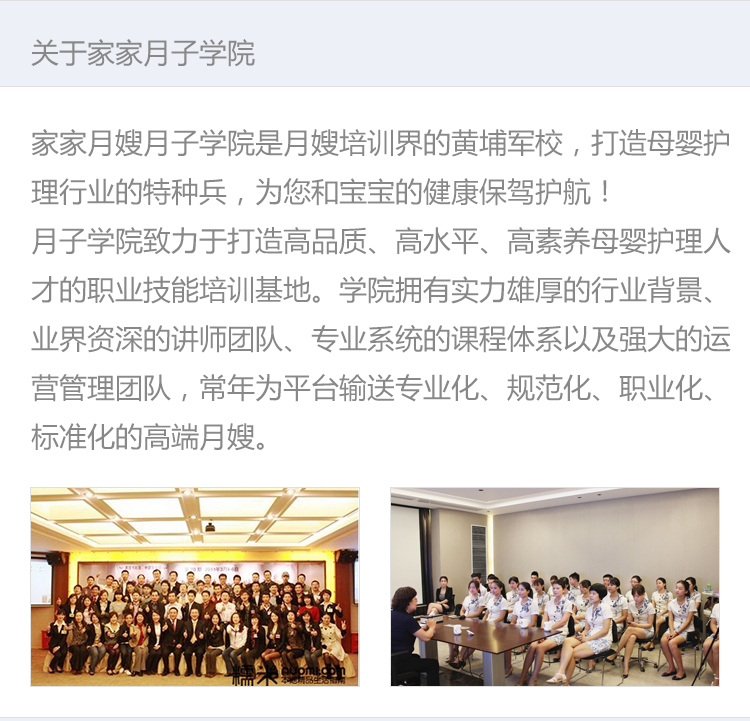 关于家家月子学院
家家月嫂月子学院是月嫂培训界的黄埔军校，打造母婴护
理行业的特种兵，为您和宝宝的健康保驾护航！
月子学院致力于打造高品质、高水平、高素养母婴护理人
才的职业技能培训基地。学院拥有实力雄厚的行业背景、
业界资深的讲师团队、专业系统的课程体系以及强大的运
营管理团队，常年为平台输送专业化、规范化、职业化、
标准化的高端月嫂。
糯米 nuomi.com
本地精品生活指南